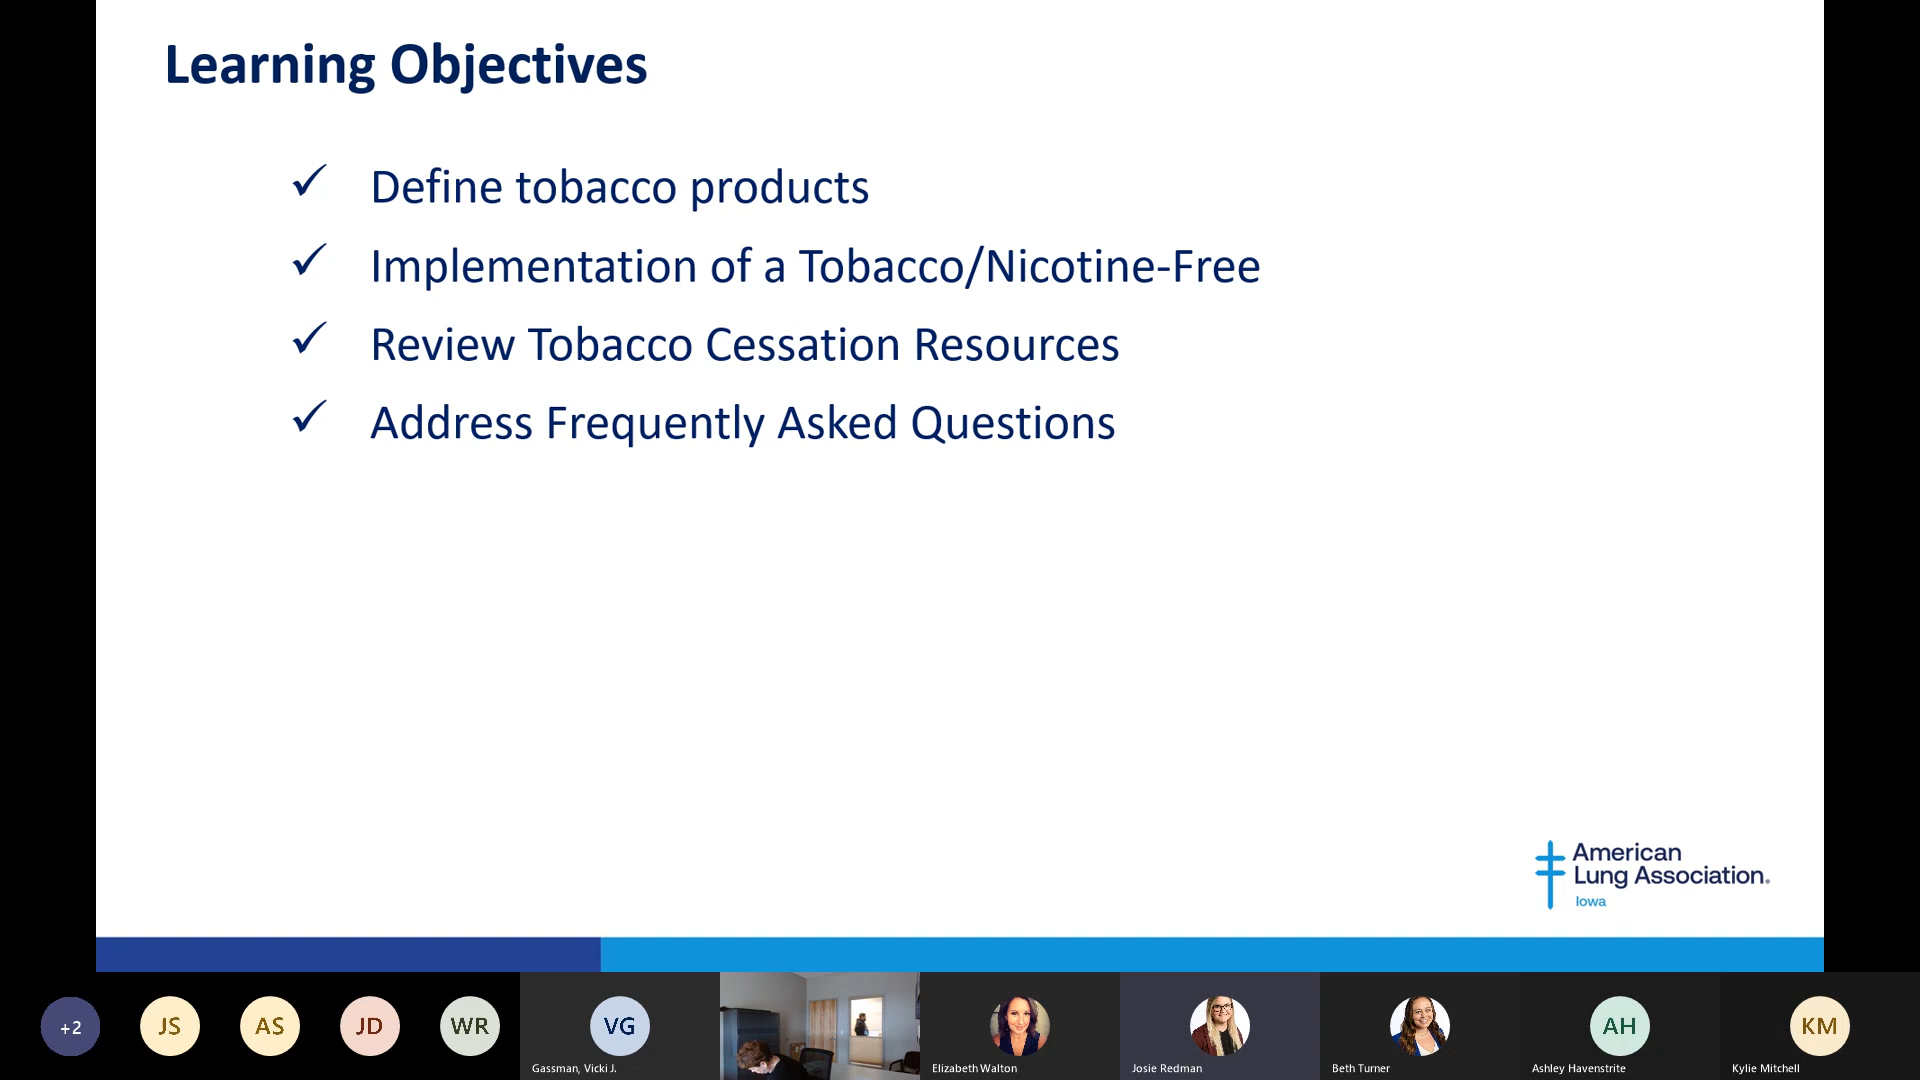 Learning Objectives
✓ Define tobacco products
✓ Implementation of a Tobacco/Nicotine-Free
✓ Review Tobacco Cessation Resources
✓ Address Frequently Asked Questions
American
Lung Association.
Iowa
+2
JS
AS
JD
WR
VG
AH
KM
Gassman, Vicki J.
Elizabeth Walton
Josie Redman
Beth Turner
Ashley Havenstrite
Kylie Mitchell